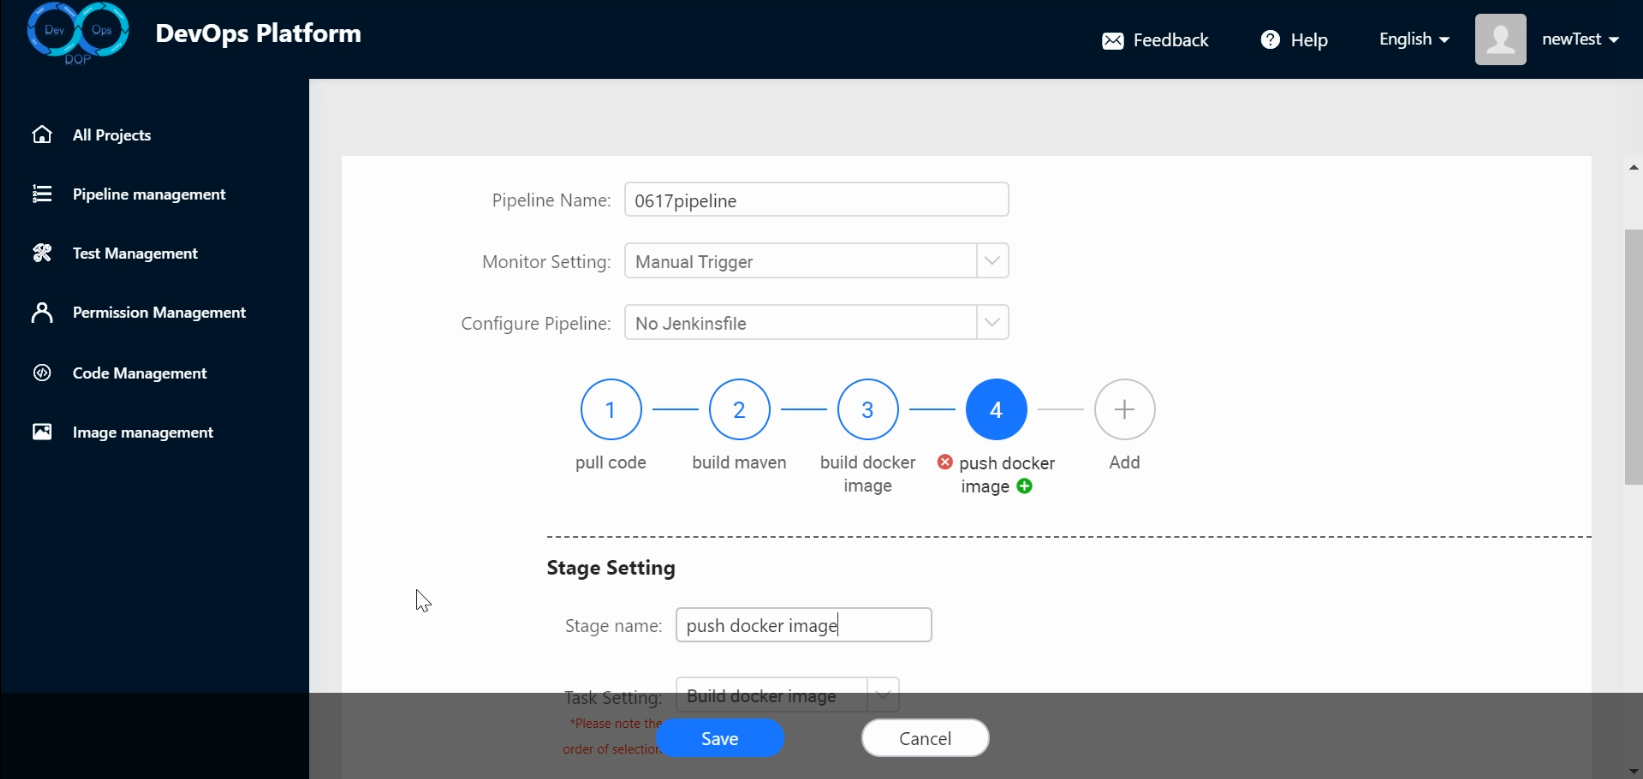 Dev Ops
DOP
DevOps Platform
Feedback
Help
English
newTest
All Projects
Pipeline management
Test Management
Permission Management
Code Management
Image management
Pipeline Name: 0617pipeline
Monitor Setting: Manual Trigger
Configure Pipeline: No Jenkinsfile
1 2 3 4
pull code
build maven
build docker
image
push docker
image
Add
Stage Setting
Stage name: push docker image
Task Setting: Build docker image
*Please note the
order of selection
Save
Cancel